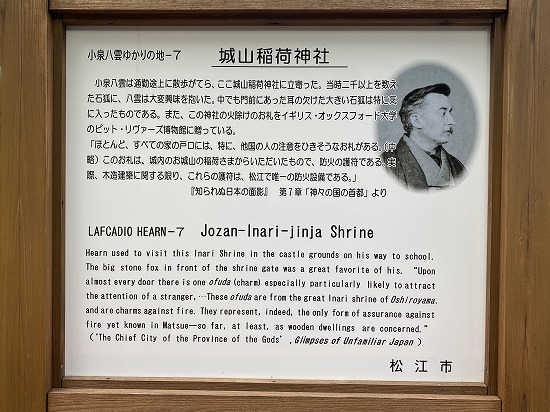 小泉八雲ゆかりの地−7　城山稲荷神社
小泉八雲は通勤途上に散歩がてら、ここ城山稲荷神社に立寄った。当時二千以上を数え
た石狐に、八雲は大変興味を抱いた。中でも門前にあった耳の欠けた大きい石狐は特に気
に入ったものである。また、この神社の火除けのお札をイギリス・オックスフォード大学
のピット・リヴァーズ博物館に贈っている。
「ほとんど、すべての家の戸口には、特に、他国の人の注意をひきそうなお札がある。（中
略）このお札は、城内のお城山の稲荷さまからいただいたもので、防火の護符である。実
際、木造建築に関する限り、これらの護符は、松江で唯一の防火設備である。」
『知られぬ日本の面影』　第7章「神々の国の首都」より
LAFCADIO HEARN−7　Jozan-Inari-jinja Shrine
Hearn used to visit this Inari Shrine in the castle grounds on his way to school.
The big stone fox in front of the shrine gate was a great favorite of his. “Upon
almost every door there is one ofuda (charm) especially particularly likely to attract
the attention of a stranger, …These ofuda are from the great Inari shrine of Oshiroyama.
and are charms against fire. They represent, indeed, the only form of assurance against
fire yet known in Matsue—so far, at least, as wooden dwellings are concerned.”
(‘The Chief City of the Province of the Gods’, Glimpses of Unfamiliar Japan )
松江市